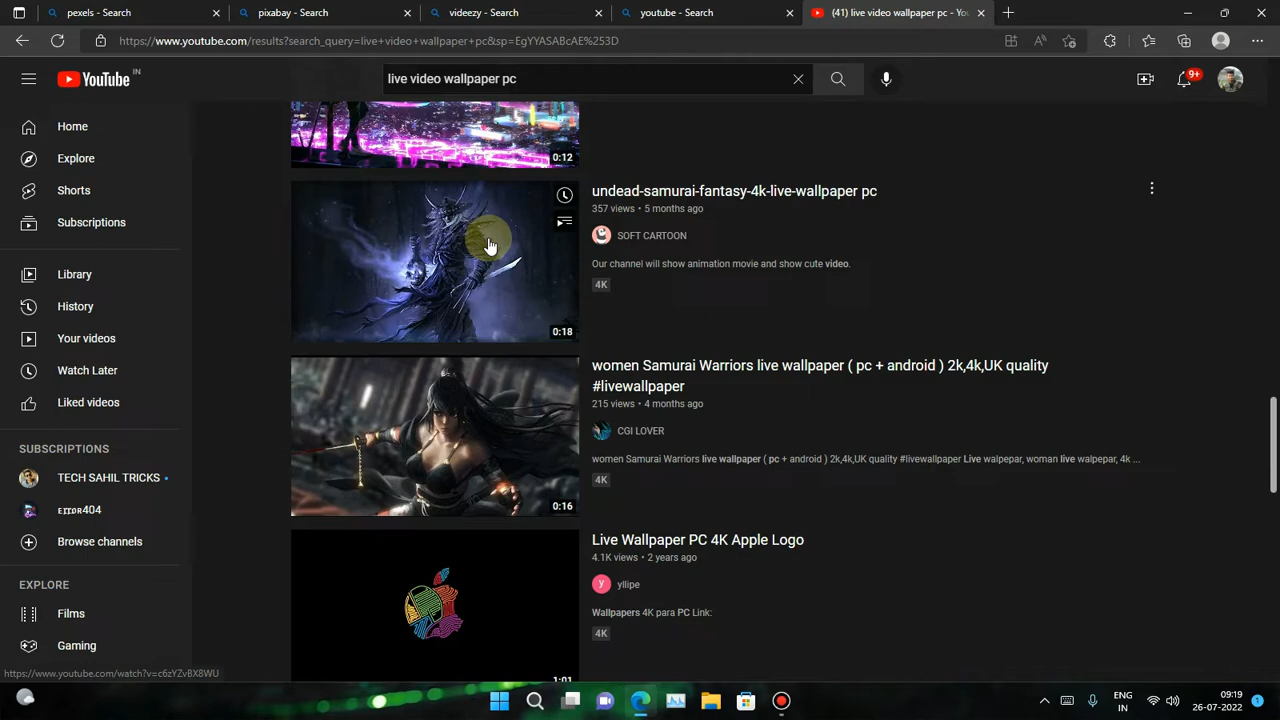 pexels - Search
pixabay - Search
videezy - Search
youtube - Search
(41) live video wallpaper pc - You
https://www.youtube.com/results?search_query=live+video+wallpaper+pc&sp=EgYYASABcAE%253D
YouTube IN
live video wallpaper pc
9+
Home
Explore
Shorts
Subscriptions
Library
History
Your videos
Watch Later
Liked videos
SUBSCRIPTIONS
TECH SAHIL TRICKS
ᴇɪɪᴏʀ404
Browse channels
EXPLORE
Films
Gaming
0:12
undead-samurai-fantasy-4k-live-wallpaper pc
357 views • 5 months ago
SOFT CARTOON
Our channel will show animation movie and show cute video.
4K
0:18
women Samurai Warriors live wallpaper ( pc + android ) 2k,4k,UK quality
#livewallpaper
215 views • 4 months ago
CGI LOVER
women Samurai Warriors live wallpaper ( pc + android ) 2k,4k,UK quality #livewallpaper Live walpepar, woman live walpepar, 4k ...
4K
0:16
Live Wallpaper PC 4K Apple Logo
4.1K views • 2 years ago
y
yllipe
Wallpapers 4K para PC Link:
4K
1:01
https://www.youtube.com/watch?v=c6zYZvBX8WU
ENG
IN
09:19
26-07-2022
1